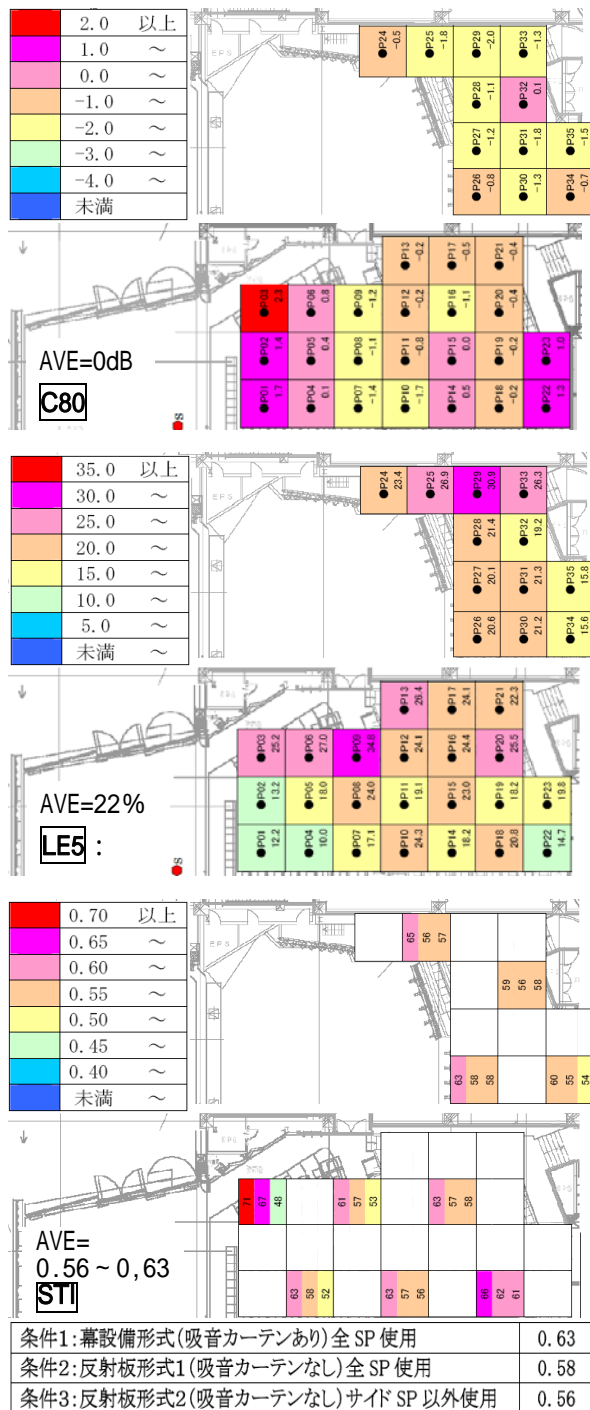 2.0 以上
1.0 ～
0.0 ～
-1.0 ～
-2.0 ～
-3.0 ～
-4.0 ～
未満
EPS
P24 -0.5
P25 -1.8
P29 -2.0
P33 -1.3
P28 -1.1
P32 0.1
P27 -1.2
P31 -1.8
P35 -1.5
P26 -0.8
P30 -1.3
P34 -0.7
P13 -0.2
P17 -0.5
P21 -0.4
P03 2.3
P06 0.8
P09 -1.2
P12 -0.2
P16 -1.1
P20 -0.4
P02 1.4
P05 0.4
P08 -1.1
P11 -0.8
P15 0.0
P19 -0.2
P23 1.0
P01 1.7
P04 0.1
P07 -1.4
P10 -1.7
P14 0.5
P18 -0.2
P22 1.3
AVE=0dB
C80
S
35.0 以上
30.0 ～
25.0 ～
20.0 ～
15.0 ～
10.0 ～
5.0 ～
未満 ～
EPS
P24 23.4
P25 26.9
P29 30.9
P33 26.3
P28 21.4
P32 19.2
P27 20.1
P31 21.3
P35 15.8
P26 20.6
P30 21.2
P34 15.6
P13 26.4
P17 24.1
P21 22.3
P03 25.2
P06 27.0
P09 34.8
P12 24.1
P16 24.4
P20 25.5
P02 13.2
P05 18.0
P08 24.0
P11 19.1
P15 23.0
P19 18.2
P23 19.8
P01 12.2
P04 10.0
P07 17.1
P10 24.3
P14 18.2
P18 20.8
P22 14.7
AVE=22%
LE5 :
S
0.70 以上
0.65 ～
0.60 ～
0.55 ～
0.50 ～
0.45 ～
0.40 ～
未満 ～
EPS
65 56 57
59 56 58
63 58 58
60 55 54
71 67 48
61 57 53
63 57 58
63 58 52
63 57 56
66 62 61
AVE=
0.56～0,63
STI
条件1:幕設備形式(吸音カーテンあり)全 SP 使用 0.63
条件2:反射板形式1(吸音カーテンなし)全 SP 使用 0.58
条件3:反射板形式2(吸音カーテンなし)サイド SP 以外使用 0.56